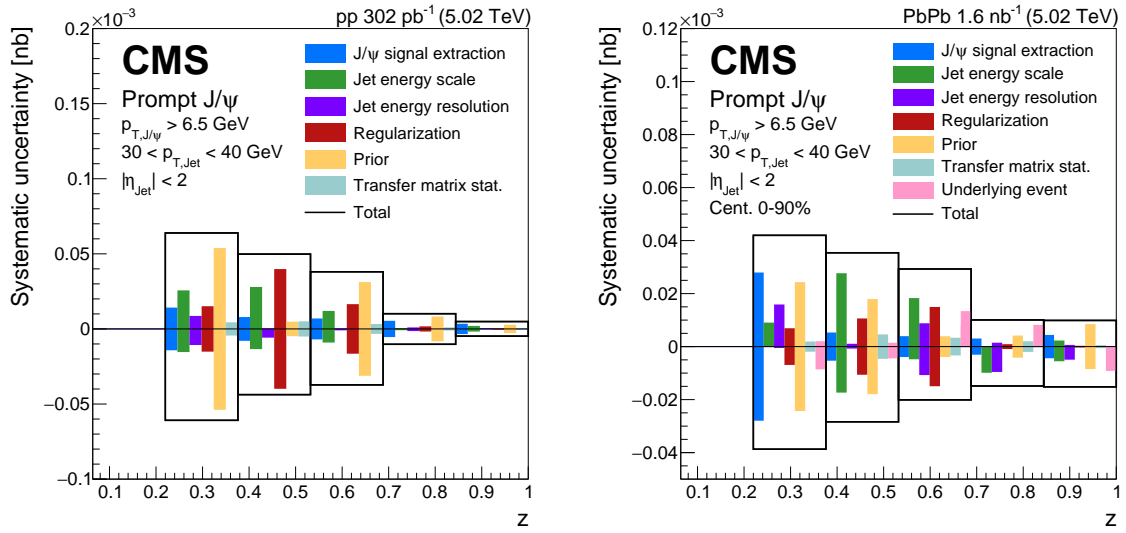 ×10⁻³
pp 302 pb⁻¹ (5.02 TeV)
Systematic uncertainty [nb]
0.2
0.15
0.1
0.05
0
−0.05
−0.1
CMS
Prompt J/ψ
p_T,J/ψ > 6.5 GeV
30 < p_T,Jet < 40 GeV
|η_Jet| < 2
J/ψ signal extraction
Jet energy scale
Jet energy resolution
Regularization
Prior
Transfer matrix stat.
Total
0.1 0.2 0.3 0.4 0.5 0.6 0.7 0.8 0.9 1
z
×10⁻³
PbPb 1.6 nb⁻¹ (5.02 TeV)
Systematic uncertainty [nb]
0.12
0.1
0.08
0.06
0.04
0.02
0
−0.02
−0.04
CMS
Prompt J/ψ
p_T,J/ψ > 6.5 GeV
30 < p_T,Jet < 40 GeV
|η_Jet| < 2
Cent. 0-90%
J/ψ signal extraction
Jet energy scale
Jet energy resolution
Regularization
Prior
Transfer matrix stat.
Underlying event
Total
0.1 0.2 0.3 0.4 0.5 0.6 0.7 0.8 0.9 1
z